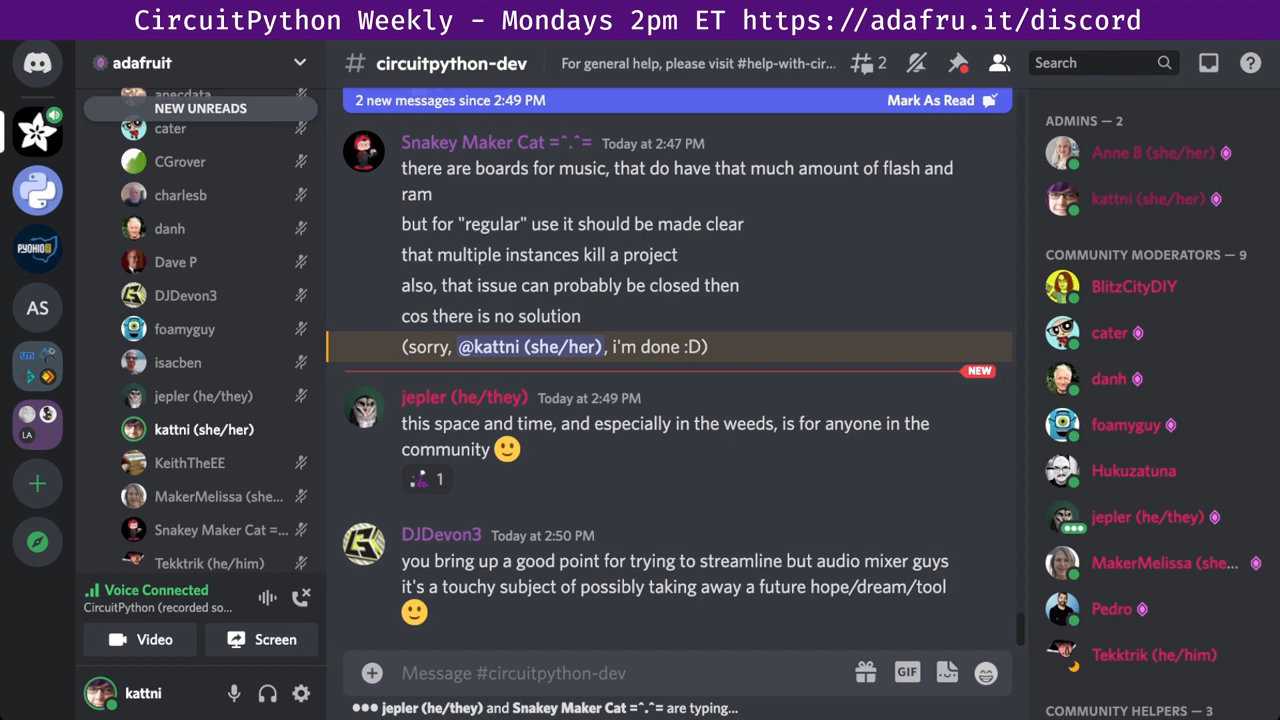 CircuitPython Weekly - Mondays 2pm ET https://adafru.it/discord
adafruit
anecdata
NEW UNREADS
cater
CGrover
charlesb
danh
Dave P
DJDevon3
foamyguy
isacben
jepler (he/they)
kattni (she/her)
KeithTheEE
MakerMelissa (she...
Snakey Maker Cat =...
Tekktrik (he/him)
Voice Connected
CircuitPython (recorded so...
Video
Screen
kattni
PYOHIO
AS
LA
# circuitpython-dev
For general help, please visit #help-with-cir...
2
Search
2 new messages since 2:49 PM
Mark As Read
Snakey Maker Cat =^.^= Today at 2:47 PM
there are boards for music, that do have that much amount of flash and
ram
but for "regular" use it should be made clear
that multiple instances kill a project
also, that issue can probably be closed then
cos there is no solution
(sorry, @kattni (she/her), i'm done :D)
NEW
jepler (he/they) Today at 2:49 PM
this space and time, and especially in the weeds, is for anyone in the
community 🙂
1
DJDevon3 Today at 2:50 PM
you bring up a good point for trying to streamline but audio mixer guys
it's a touchy subject of possibly taking away a future hope/dream/tool
🙂
Message #circuitpython-dev
GIF
jepler (he/they) and Snakey Maker Cat =^.^= are typing...
ADMINS — 2
Anne B (she/her)
kattni (she/her)
COMMUNITY MODERATORS — 9
BlitzCityDIY
cater
danh
foamyguy
Hukuzatuna
jepler (he/they)
MakerMelissa (she...
Pedro
Tekktrik (he/him)
COMMUNITY HELPERS — 3